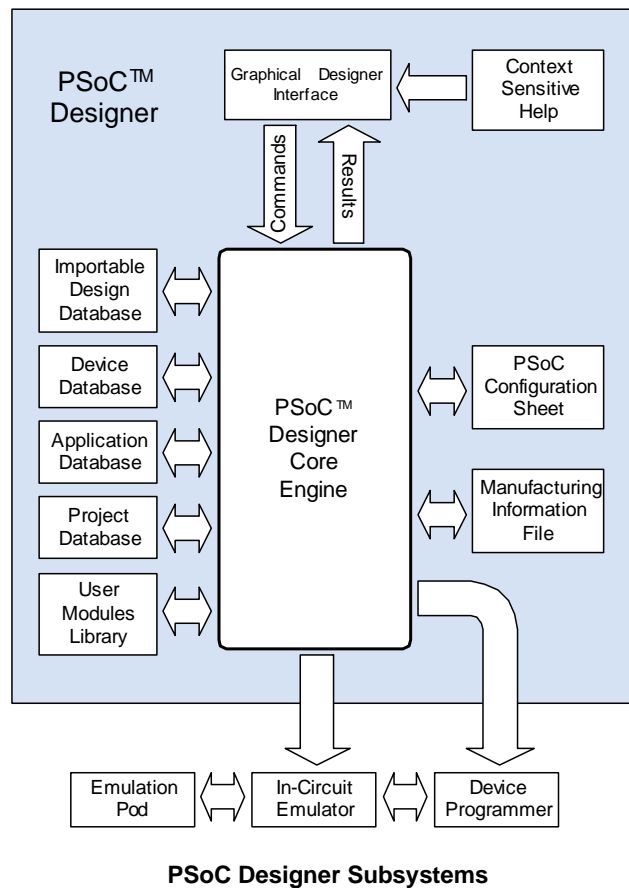 PSoC™
Designer
Graphical Designer
Interface
Context
Sensitive
Help
Commands
Results
Importable
Design
Database
Device
Database
Application
Database
Project
Database
User
Modules
Library
PSoC™
Designer
Core
Engine
PSoC
Configuration
Sheet
Manufacturing
Information
File
Emulation
Pod
In-Circuit
Emulator
Device
Programmer
PSoC Designer Subsystems